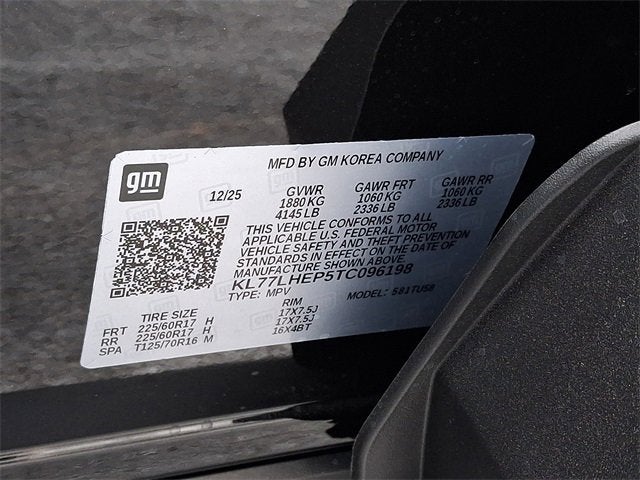 gm
MFD BY GM KOREA COMPANY
12/25 GVWR GAWR FRT GAWR RR
1880 KG 1060 KG 1060 KG
4145 LB 2336 LB 2336 LB
THIS VEHICLE CONFORMS TO ALL
APPLICABLE U.S. FEDERAL MOTOR
VEHICLE SAFETY AND THEFT PREVENTION
STANDARDS IN EFFECT ON THE DATE OF
MANUFACTURE SHOWN ABOVE.
KL77LHEP5TC096198
TYPE: MPV MODEL: 581TU58
TIRE SIZE RIM
FRT 225/60R17 H 17X7.5J
RR 225/60R17 H 17X7.5J
SPA T125/70R16 M 16X4BT